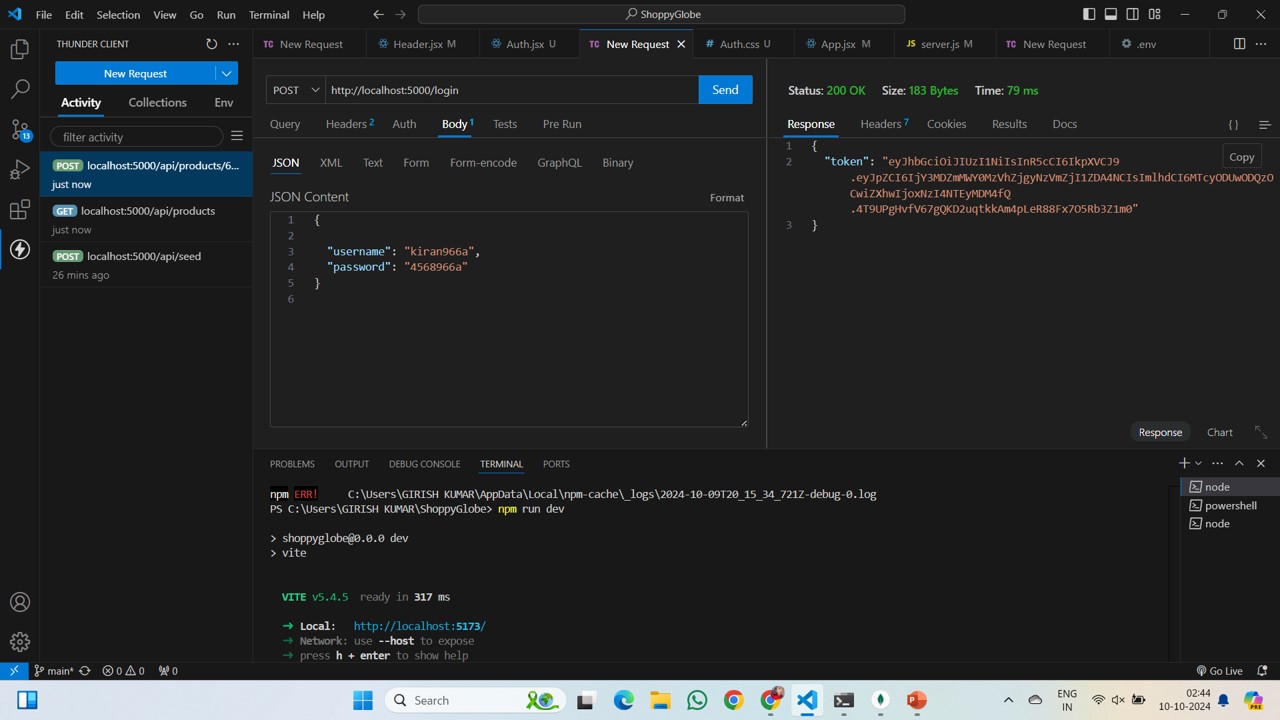 File Edit Selection View Go Run Terminal Help
ShoppyGlobe
THUNDER CLIENT
New Request
Activity Collections Env
filter activity
POST localhost:5000/api/products/6...
just now
GET localhost:5000/api/products
just now
POST localhost:5000/api/seed
26 mins ago
13
TC New Request Header.jsx M Auth.jsx U TC New Request # Auth.css U App.jsx M JS server.js M TC New Request .env
POST http://localhost:5000/login Send
Query Headers 2 Auth Body 1 Tests Pre Run
JSON XML Text Form Form-encode GraphQL Binary
JSON Content Format
1 {
2
3 "username": "kiran966a",
4 "password": "4568966a"
5 }
6
Status: 200 OK Size: 183 Bytes Time: 79 ms
Response Headers 7 Cookies Results Docs { }
Copy
1 {
2 "token": "eyJhbGciOiJIUzI1NiIsInR5cCI6IkpXVCJ9
.eyJpZCI6IjY3MDZmMWY0MzVhZjgyNzVmZjI1ZDA4NCIsImlhdCI6MTcyODUwODQzO
CwiZXhwIjoxNzI4NTEyMDM4fQ
.4T9UPgHvfV67gQKD2uqtkkAm4pLeR88Fx7O5Rb3Z1m0"
3 }
Response Chart
PROBLEMS OUTPUT DEBUG CONSOLE TERMINAL PORTS
npm ERR! C:\Users\GIRISH KUMAR\AppData\Local\npm-cache\_logs\2024-10-09T20_15_34_721Z-debug-0.log
PS C:\Users\GIRISH KUMAR\ShoppyGlobe> npm run dev
> shoppyglobe@0.0.0 dev
> vite
VITE v5.4.5 ready in 317 ms
➜ Local: http://localhost:5173/
➜ Network: use --host to expose
➜ press h + enter to show help
node
powershell
node
main* 0 0 0 Go Live
Search
ENG
IN
02:44
10-10-2024
PRE